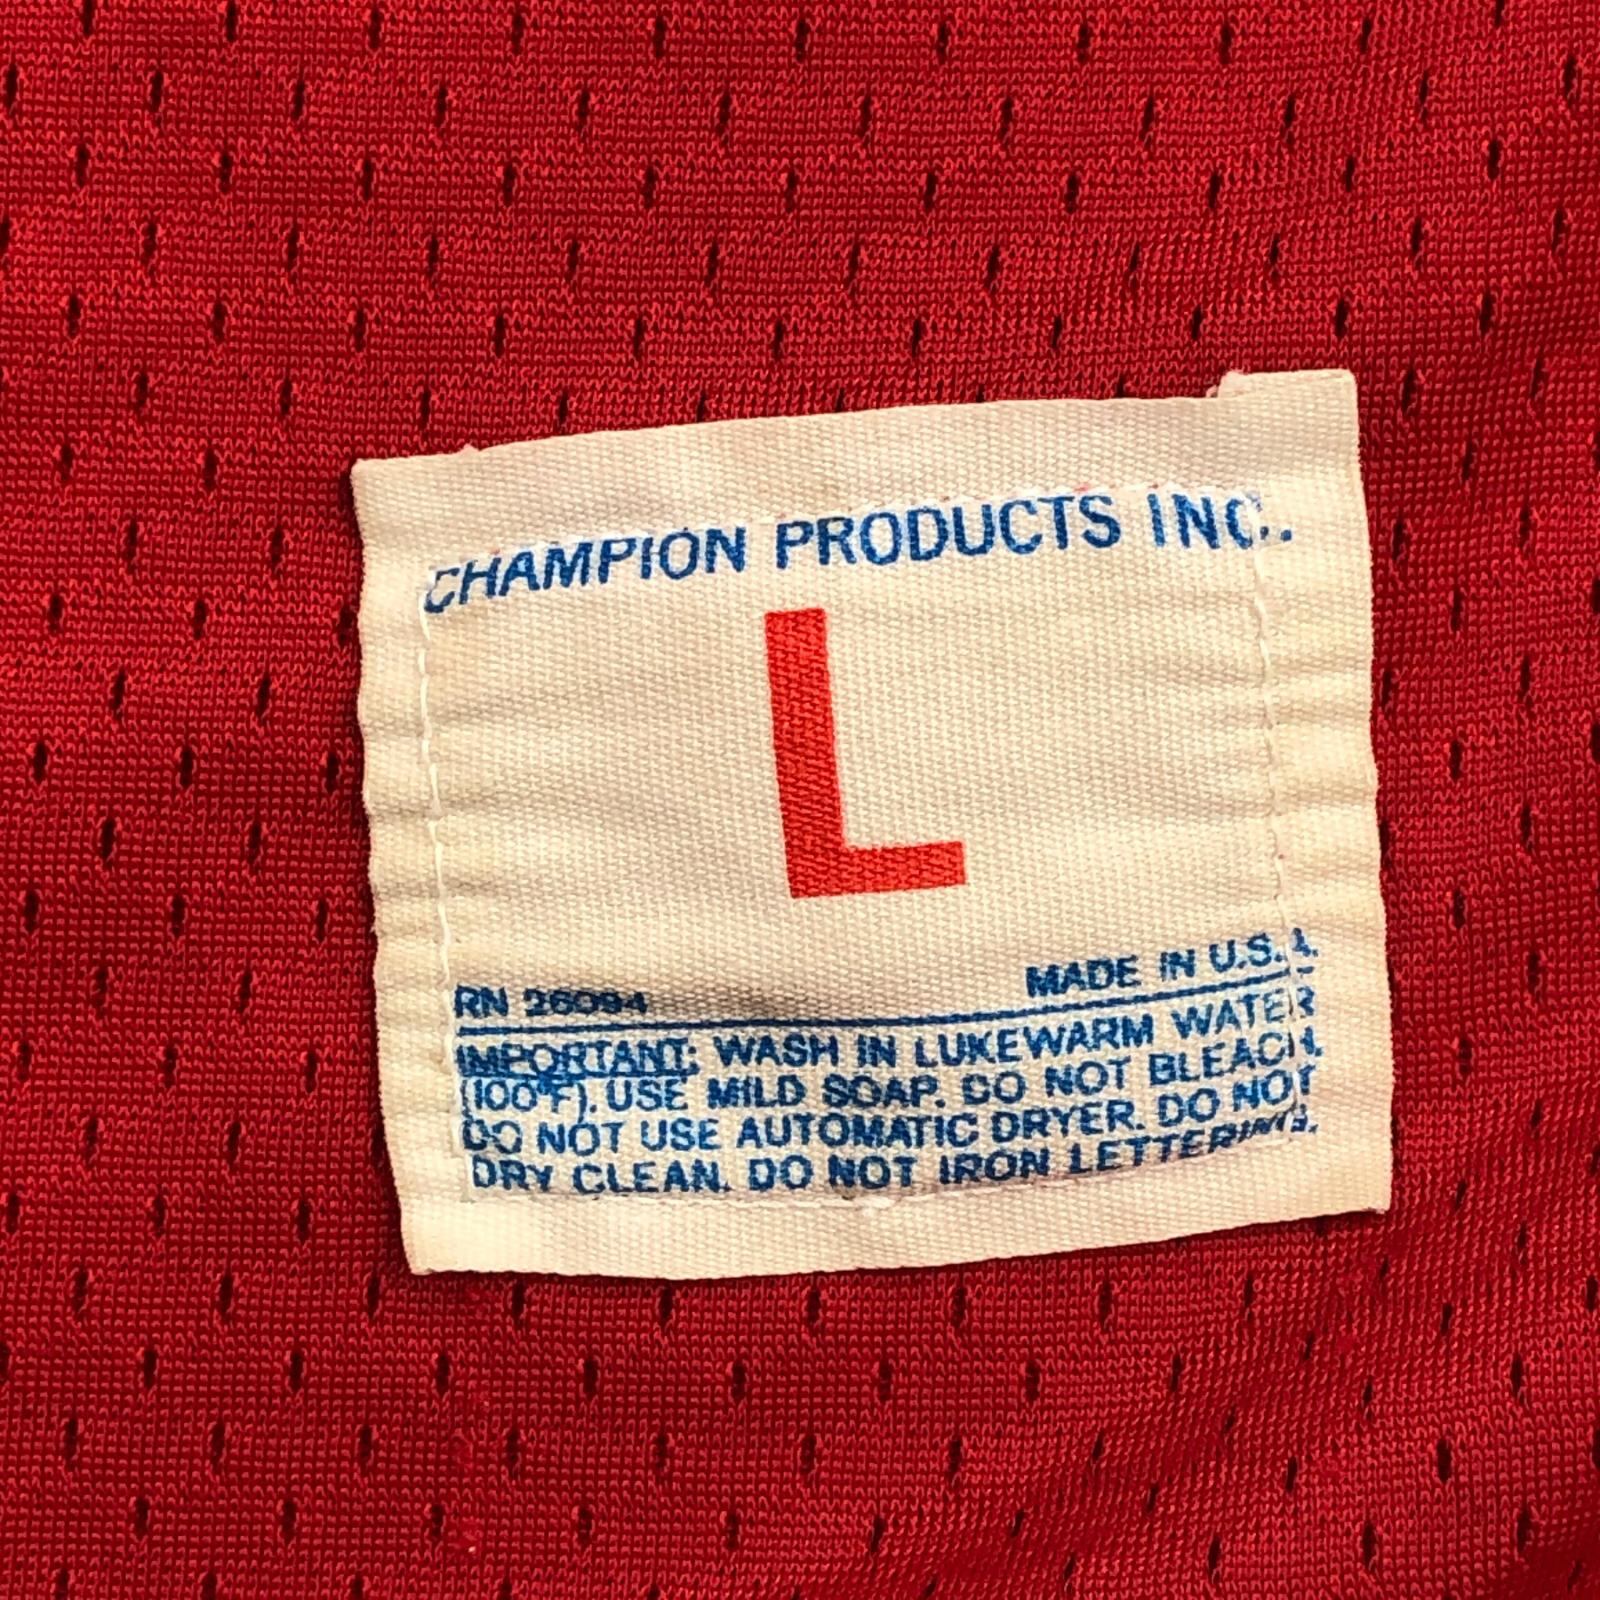 CHAMPION PRODUCTS INC.
L
RN 26094 MADE IN U.S.A.
IMPORTANT: WASH IN LUKEWARM WATER
(100°F). USE MILD SOAP. DO NOT BLEACH.
DO NOT USE AUTOMATIC DRYER. DO NOT
DRY CLEAN. DO NOT IRON LETTERING.